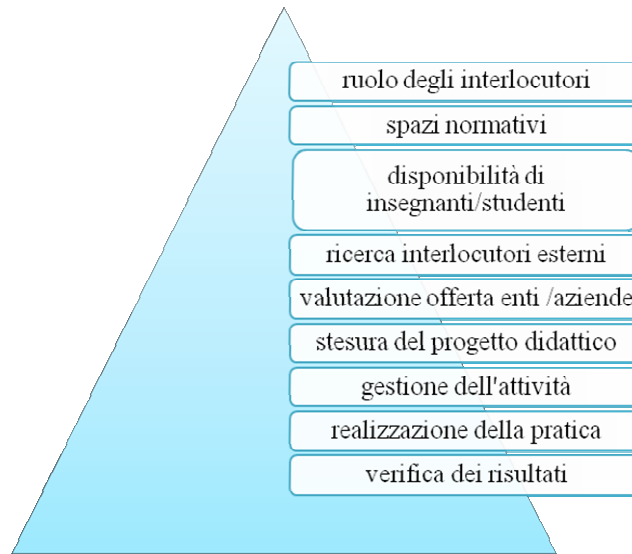 ruolo degli interlocutori
spazi normativi
disponibilità di
insegnanti/studenti
ricerca interlocutori esterni
valutazione offerta enti /aziende
stesura del progetto didattico
gestione dell'attività
realizzazione della pratica
verifica dei risultati